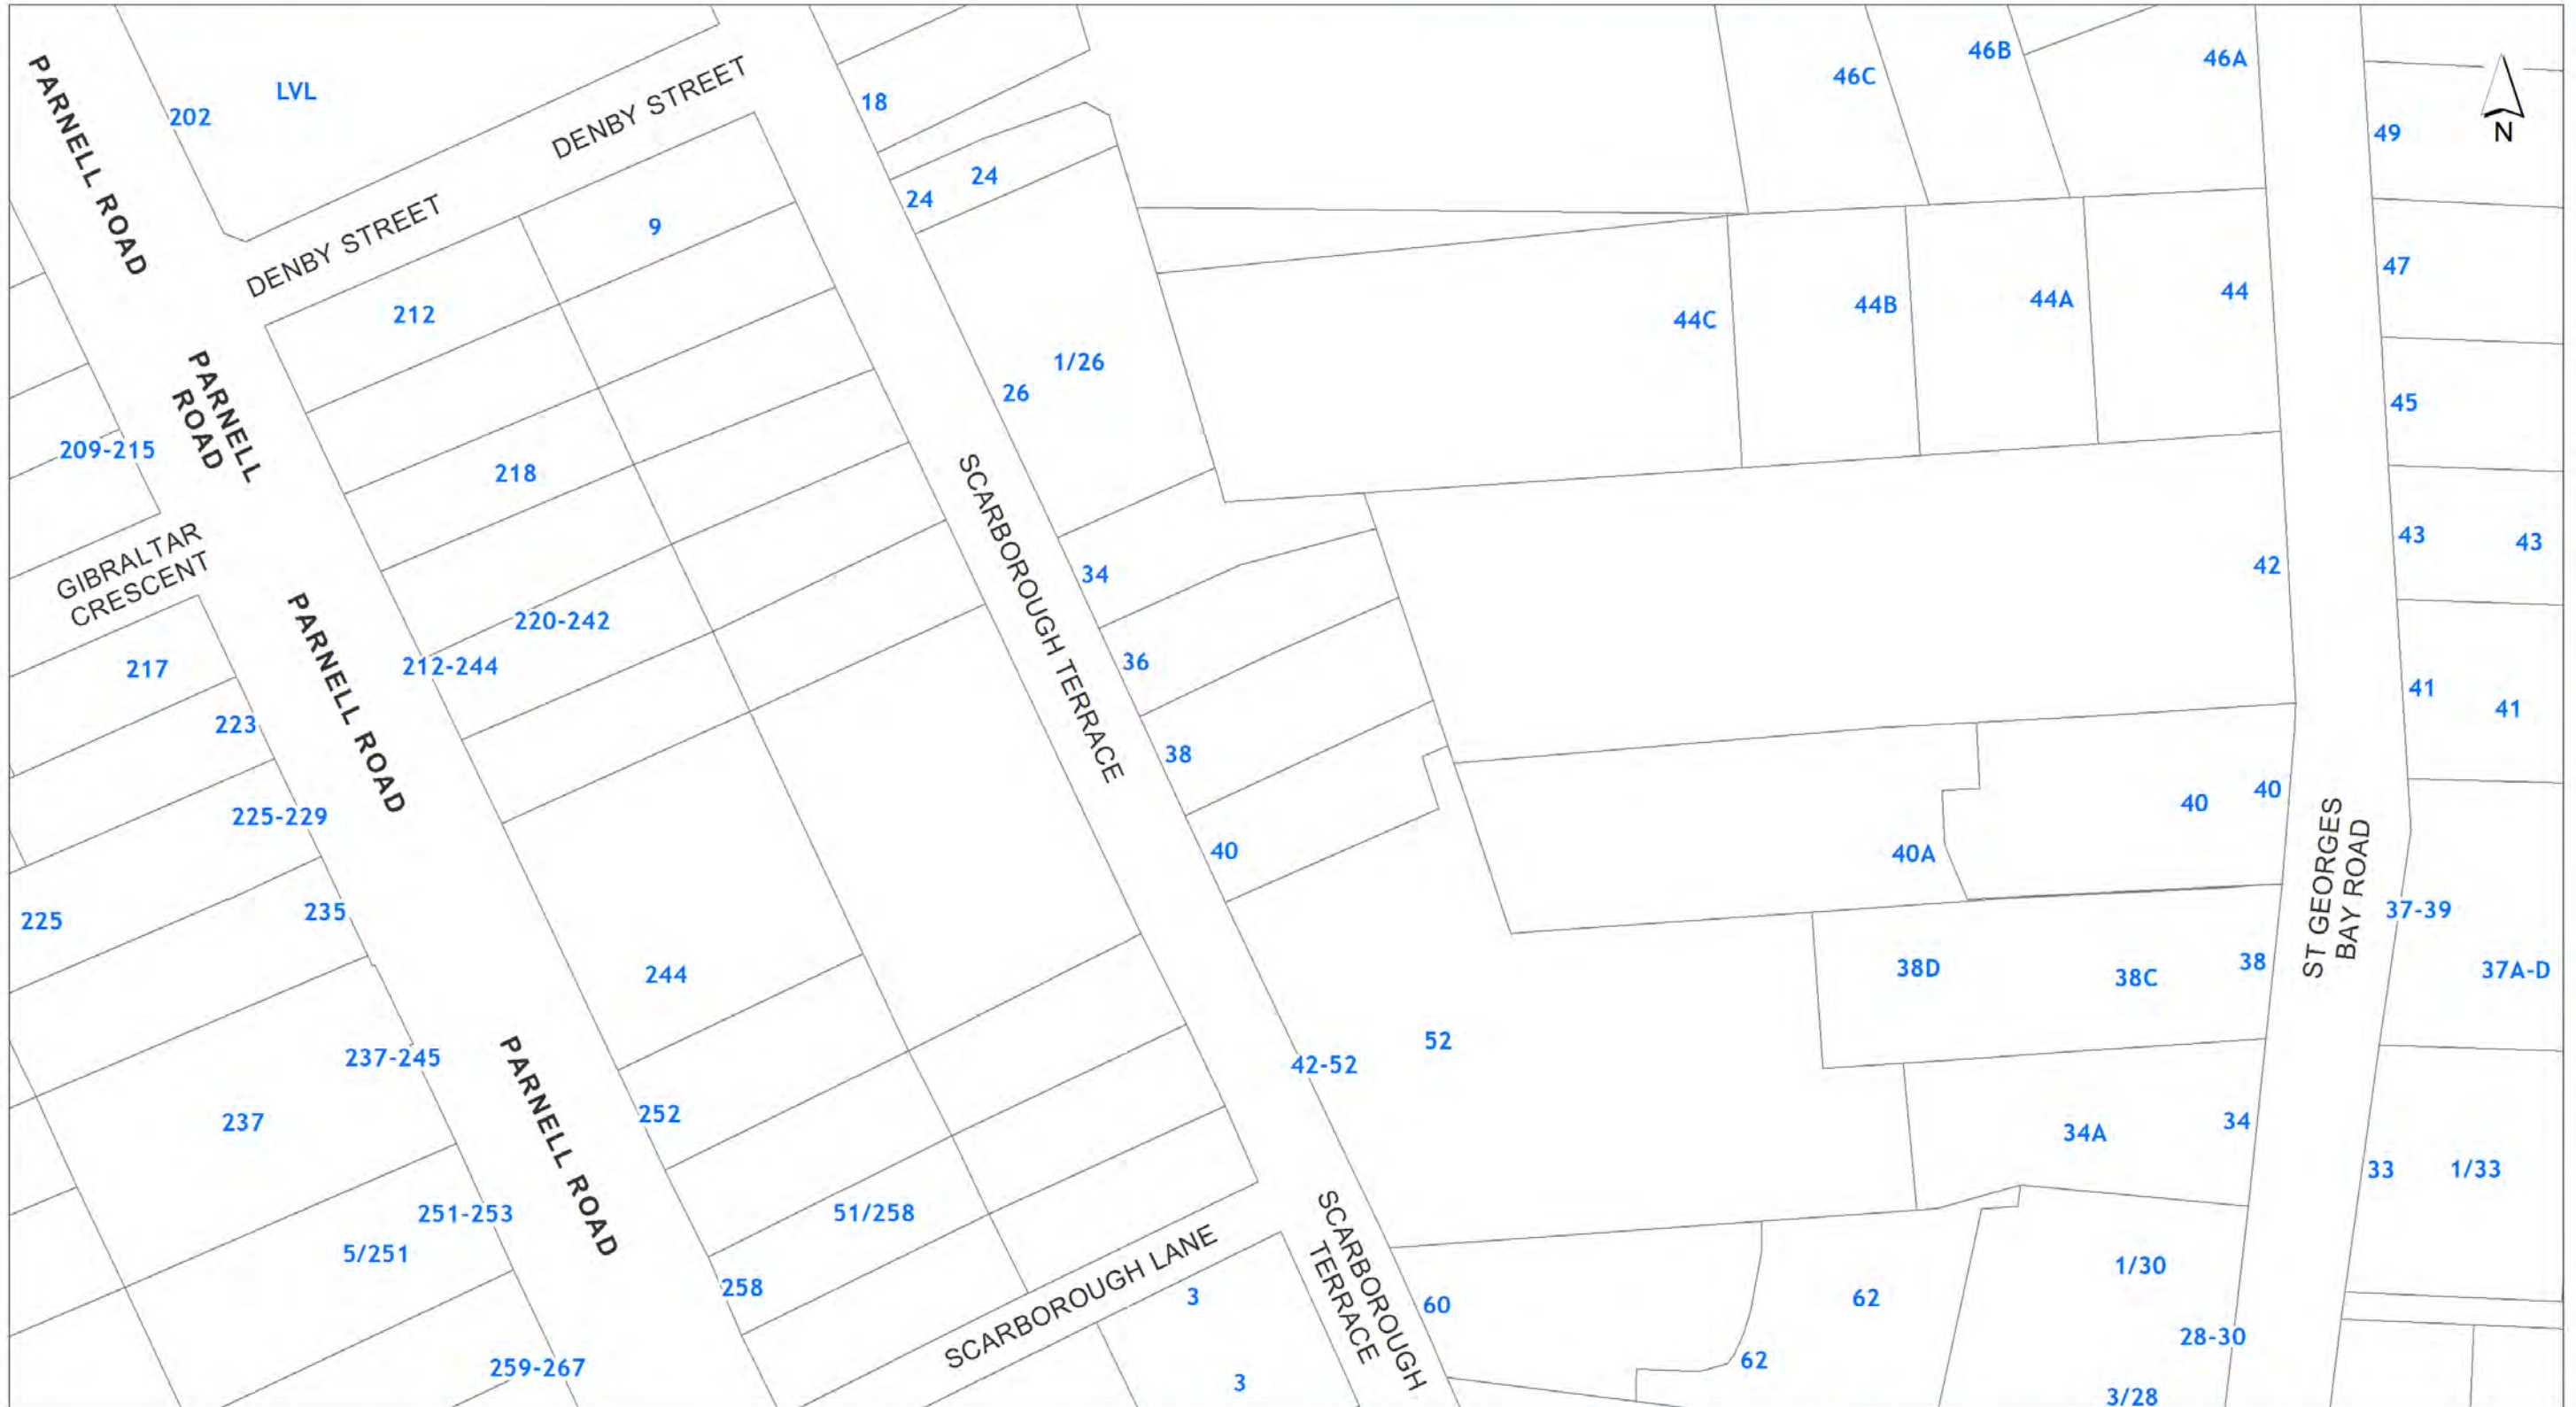 PARNELL ROAD
202
LVL
DENBY STREET
DENBY STREET
18
24
24
9
212
46C
46B
46A
49
N
47
44C
44B
44A
44
45
1/26
26
209-215
PARNELL
ROAD
218
SCARBOROUGH TERRACE
GIBRALTAR
CRESCENT
34
42
43
43
220-242
212-244
217
PARNELL ROAD
36
41
41
223
38
225-229
40
40
40
40A
ST GEORGES
BAY ROAD
225
235
244
37-39
38D
38C
38
37A-D
237-245
42-52
52
237
252
PARNELL ROAD
34A
34
33
1/33
251-253
5/251
51/258
258
SCARBOROUGH LANE
SCARBOROUGH
TERRACE
3
3
60
62
62
1/30
28-30
3/28
259-267